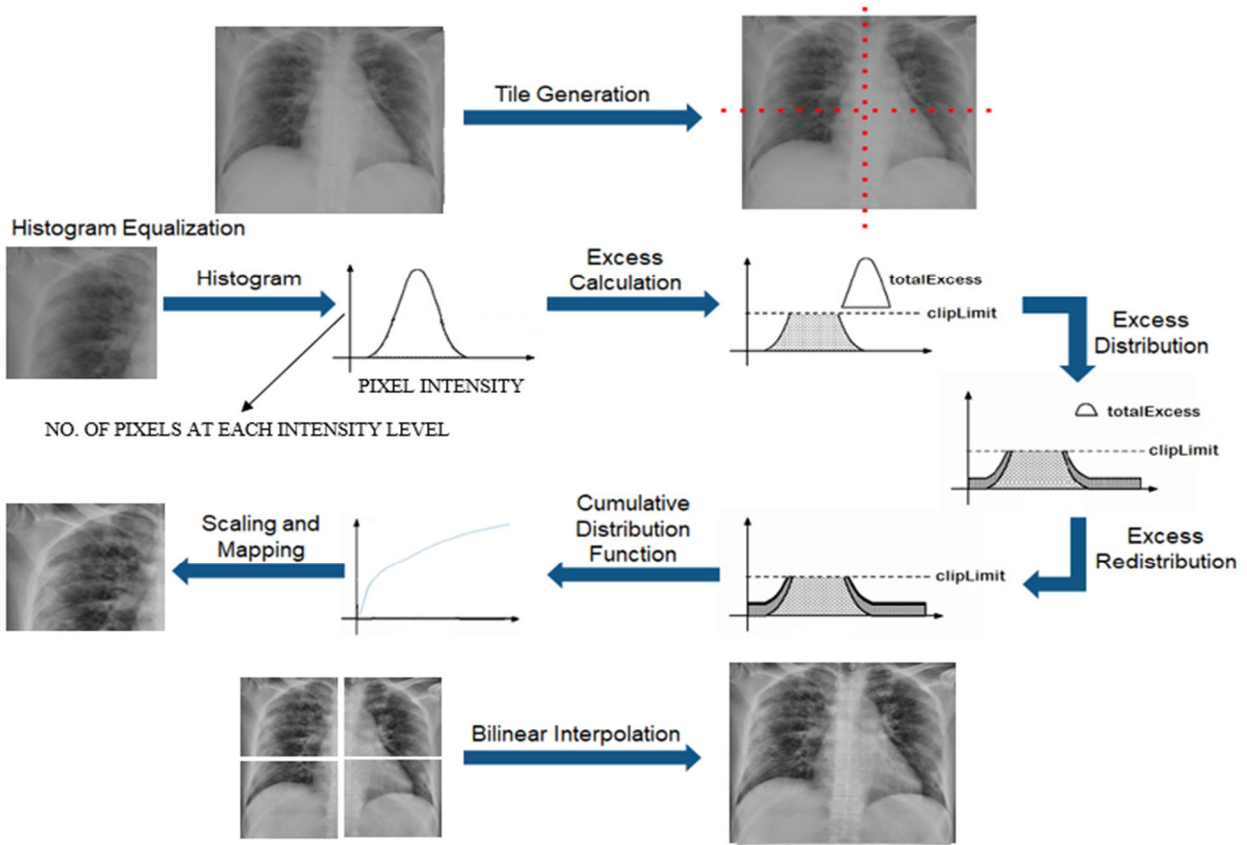 Tile Generation
Histogram Equalization
Histogram
Excess
Calculation
totalExcess
clipLimit
Excess
Distribution
PIXEL INTENSITY
NO. OF PIXELS AT EACH INTENSITY LEVEL
totalExcess
clipLimit
Scaling and
Mapping
Cumulative
Distribution
Function
clipLimit
Excess
Redistribution
Bilinear Interpolation